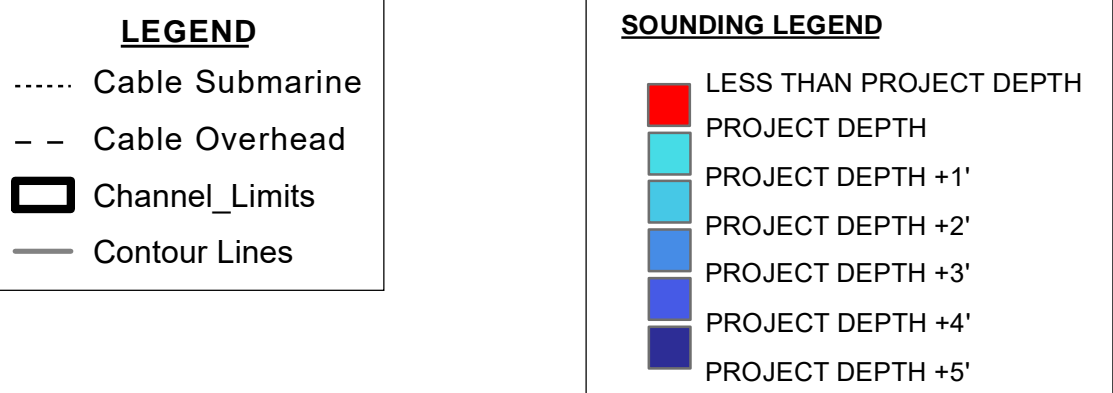 LEGEND
Cable Submarine
Cable Overhead
Channel_Limits
Contour Lines
SOUNDING LEGEND
LESS THAN PROJECT DEPTH
PROJECT DEPTH
PROJECT DEPTH +1'
PROJECT DEPTH +2'
PROJECT DEPTH +3'
PROJECT DEPTH +4'
PROJECT DEPTH +5'